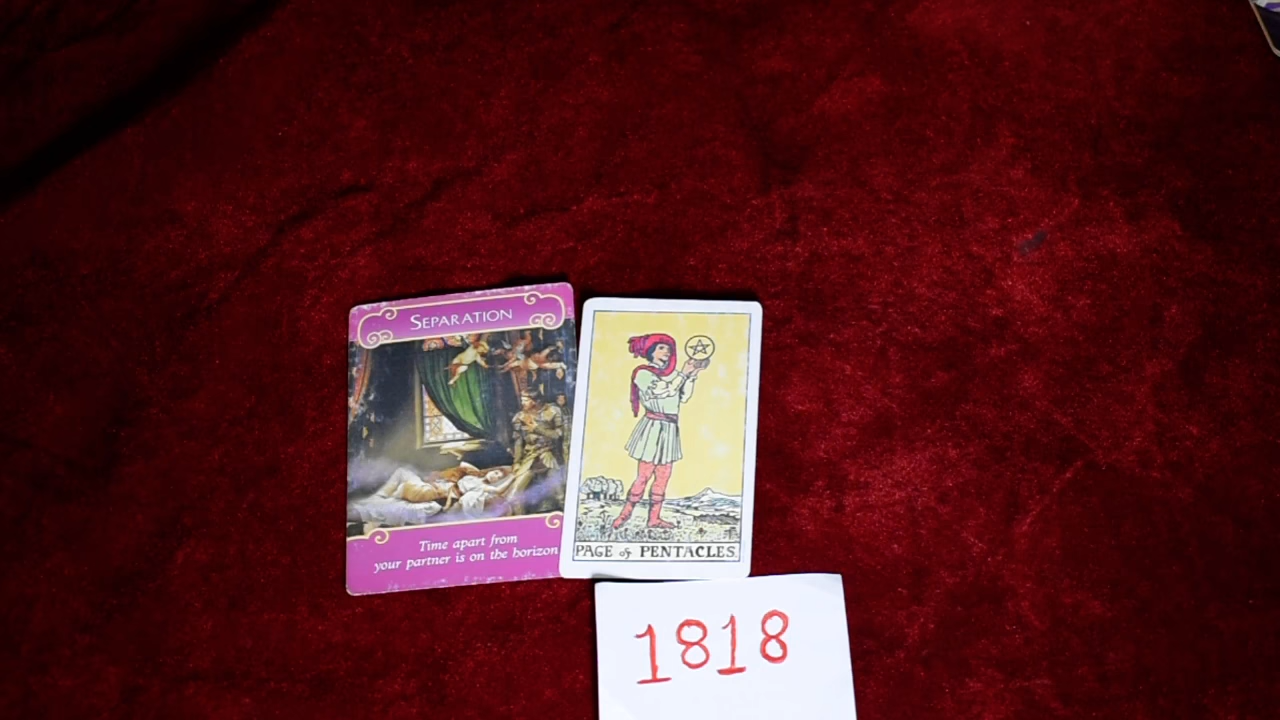 SEPARATION
Time apart from
your partner is on the horizon
PAGE of PENTACLES.
1818